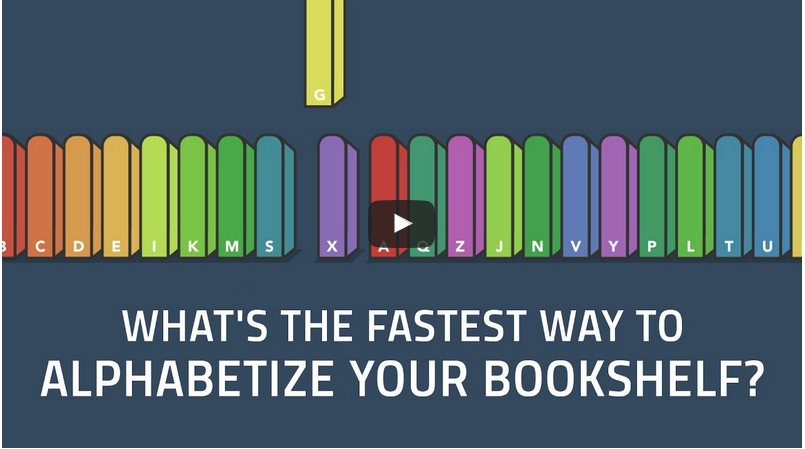 G
B C D E I K M S X A Q Z J N V Y P L T U
WHAT'S THE FASTEST WAY TO
ALPHABETIZE YOUR BOOKSHELF?